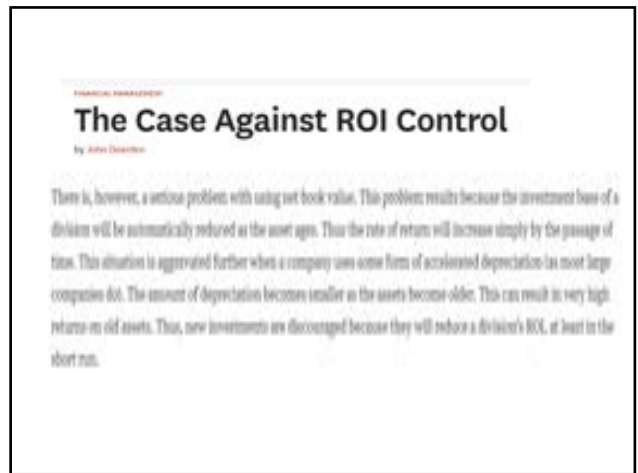 FINANCIAL MANAGEMENT
The Case Against ROI Control
by John Dearden
There is, however, a serious problem with using net book value. This problem results because the investment base of a
division will be automatically reduced as the asset ages. Thus the rate of return will increase simply by the passage of
time. This situation is aggravated further when a company uses some form of accelerated depreciation (as most large
companies do). The amount of depreciation becomes smaller as the assets become older. This can result in very high
returns on old assets. Thus, new investments are discouraged because they will reduce a division's ROI, at least in the
short run.